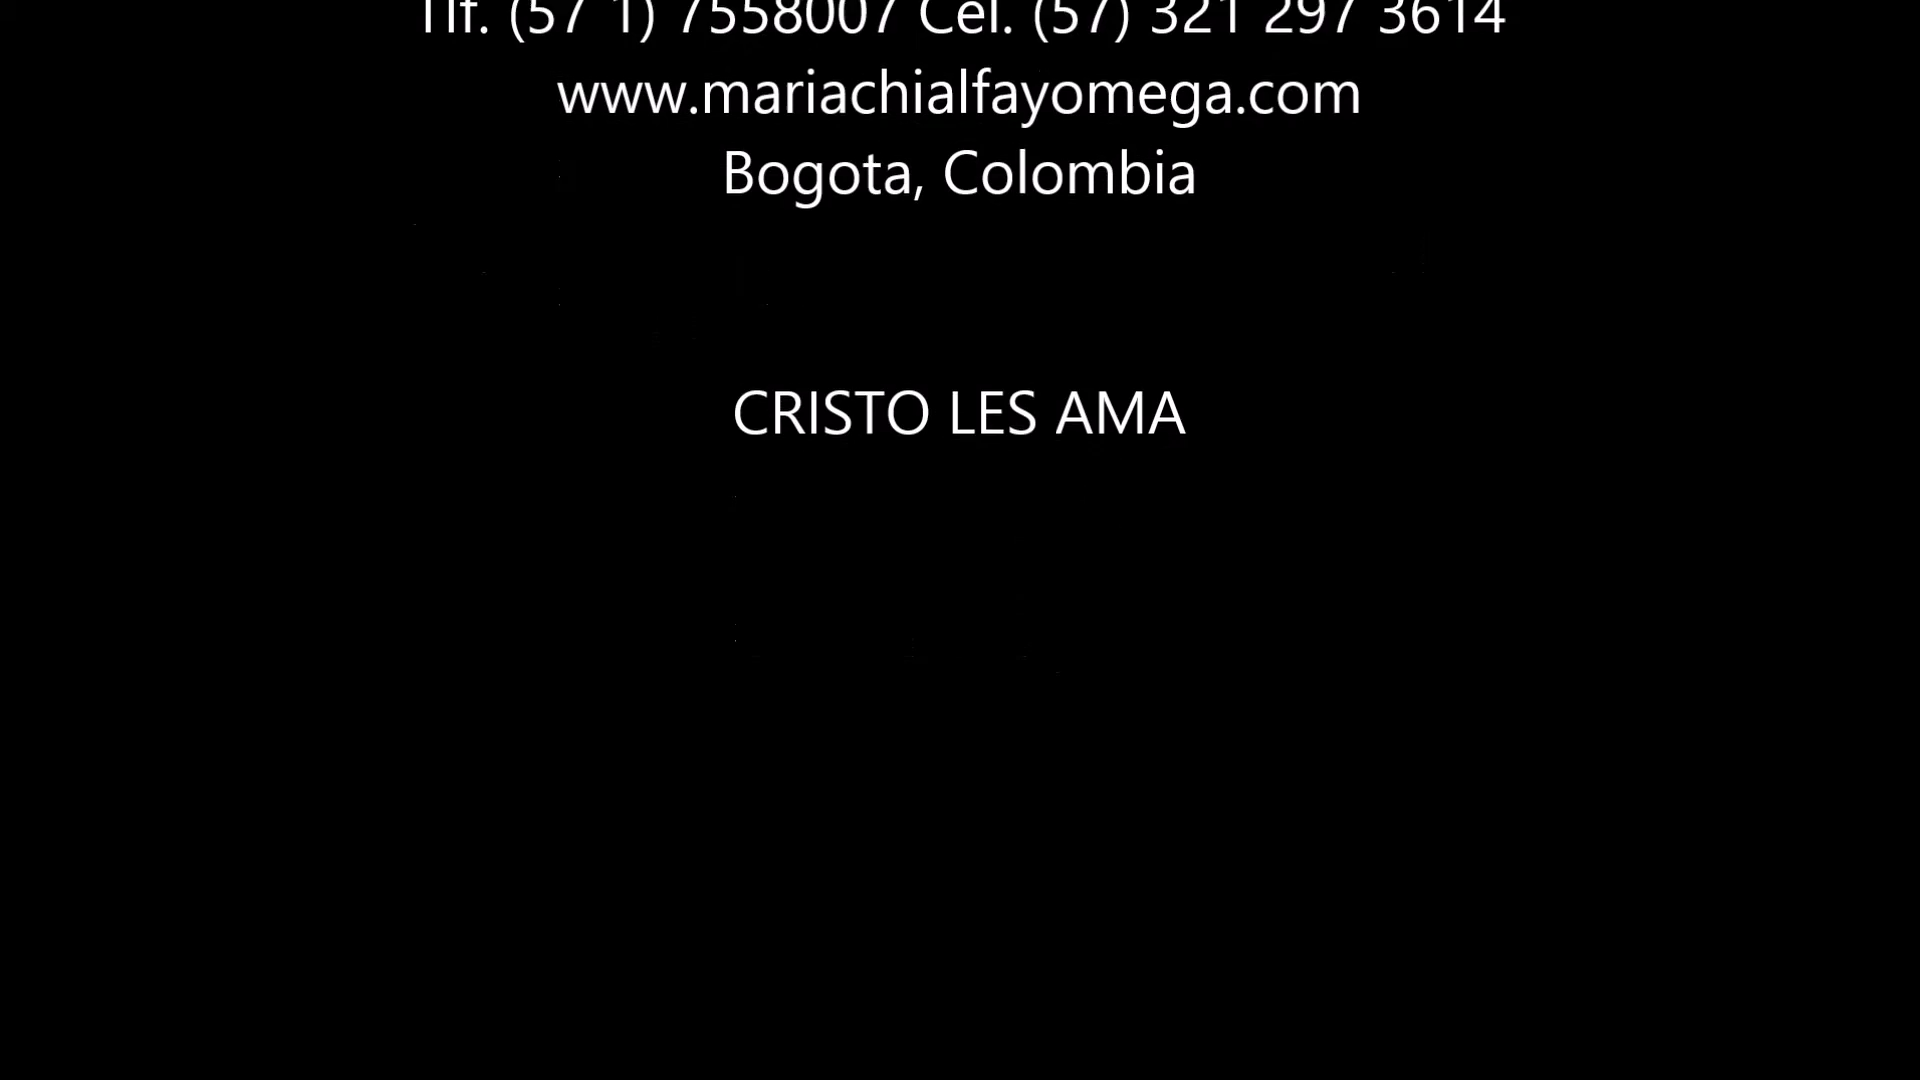 Tlf. (57 1) 7558007 Cel. (57) 321 297 3614
www.mariachialfayomega.com
Bogota, Colombia
CRISTO LES AMA